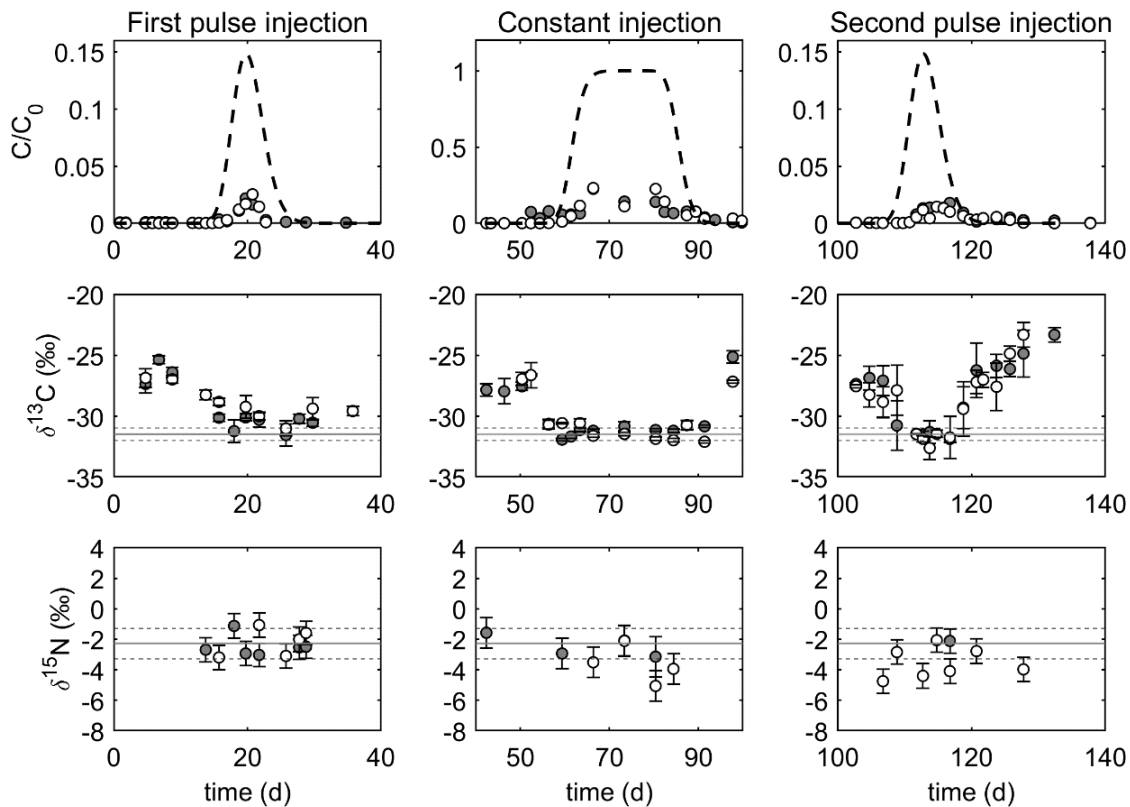 First pulse injection Constant injection Second pulse injection
C/C0
0.15 0.1 0.05 0
0 20 40
1 0.5 0
50 70 90
0.15 0.1 0.05 0
100 120 140
δ13C (‰)
-20 -25 -30 -35
0 20 40
-20 -25 -30 -35
50 70 90
-20 -25 -30 -35
100 120 140
δ15N (‰)
4 2 0 -2 -4 -6 -8
0 20 40
4 2 0 -2 -4 -6 -8
50 70 90
4 2 0 -2 -4 -6 -8
100 120 140
time (d) time (d) time (d)